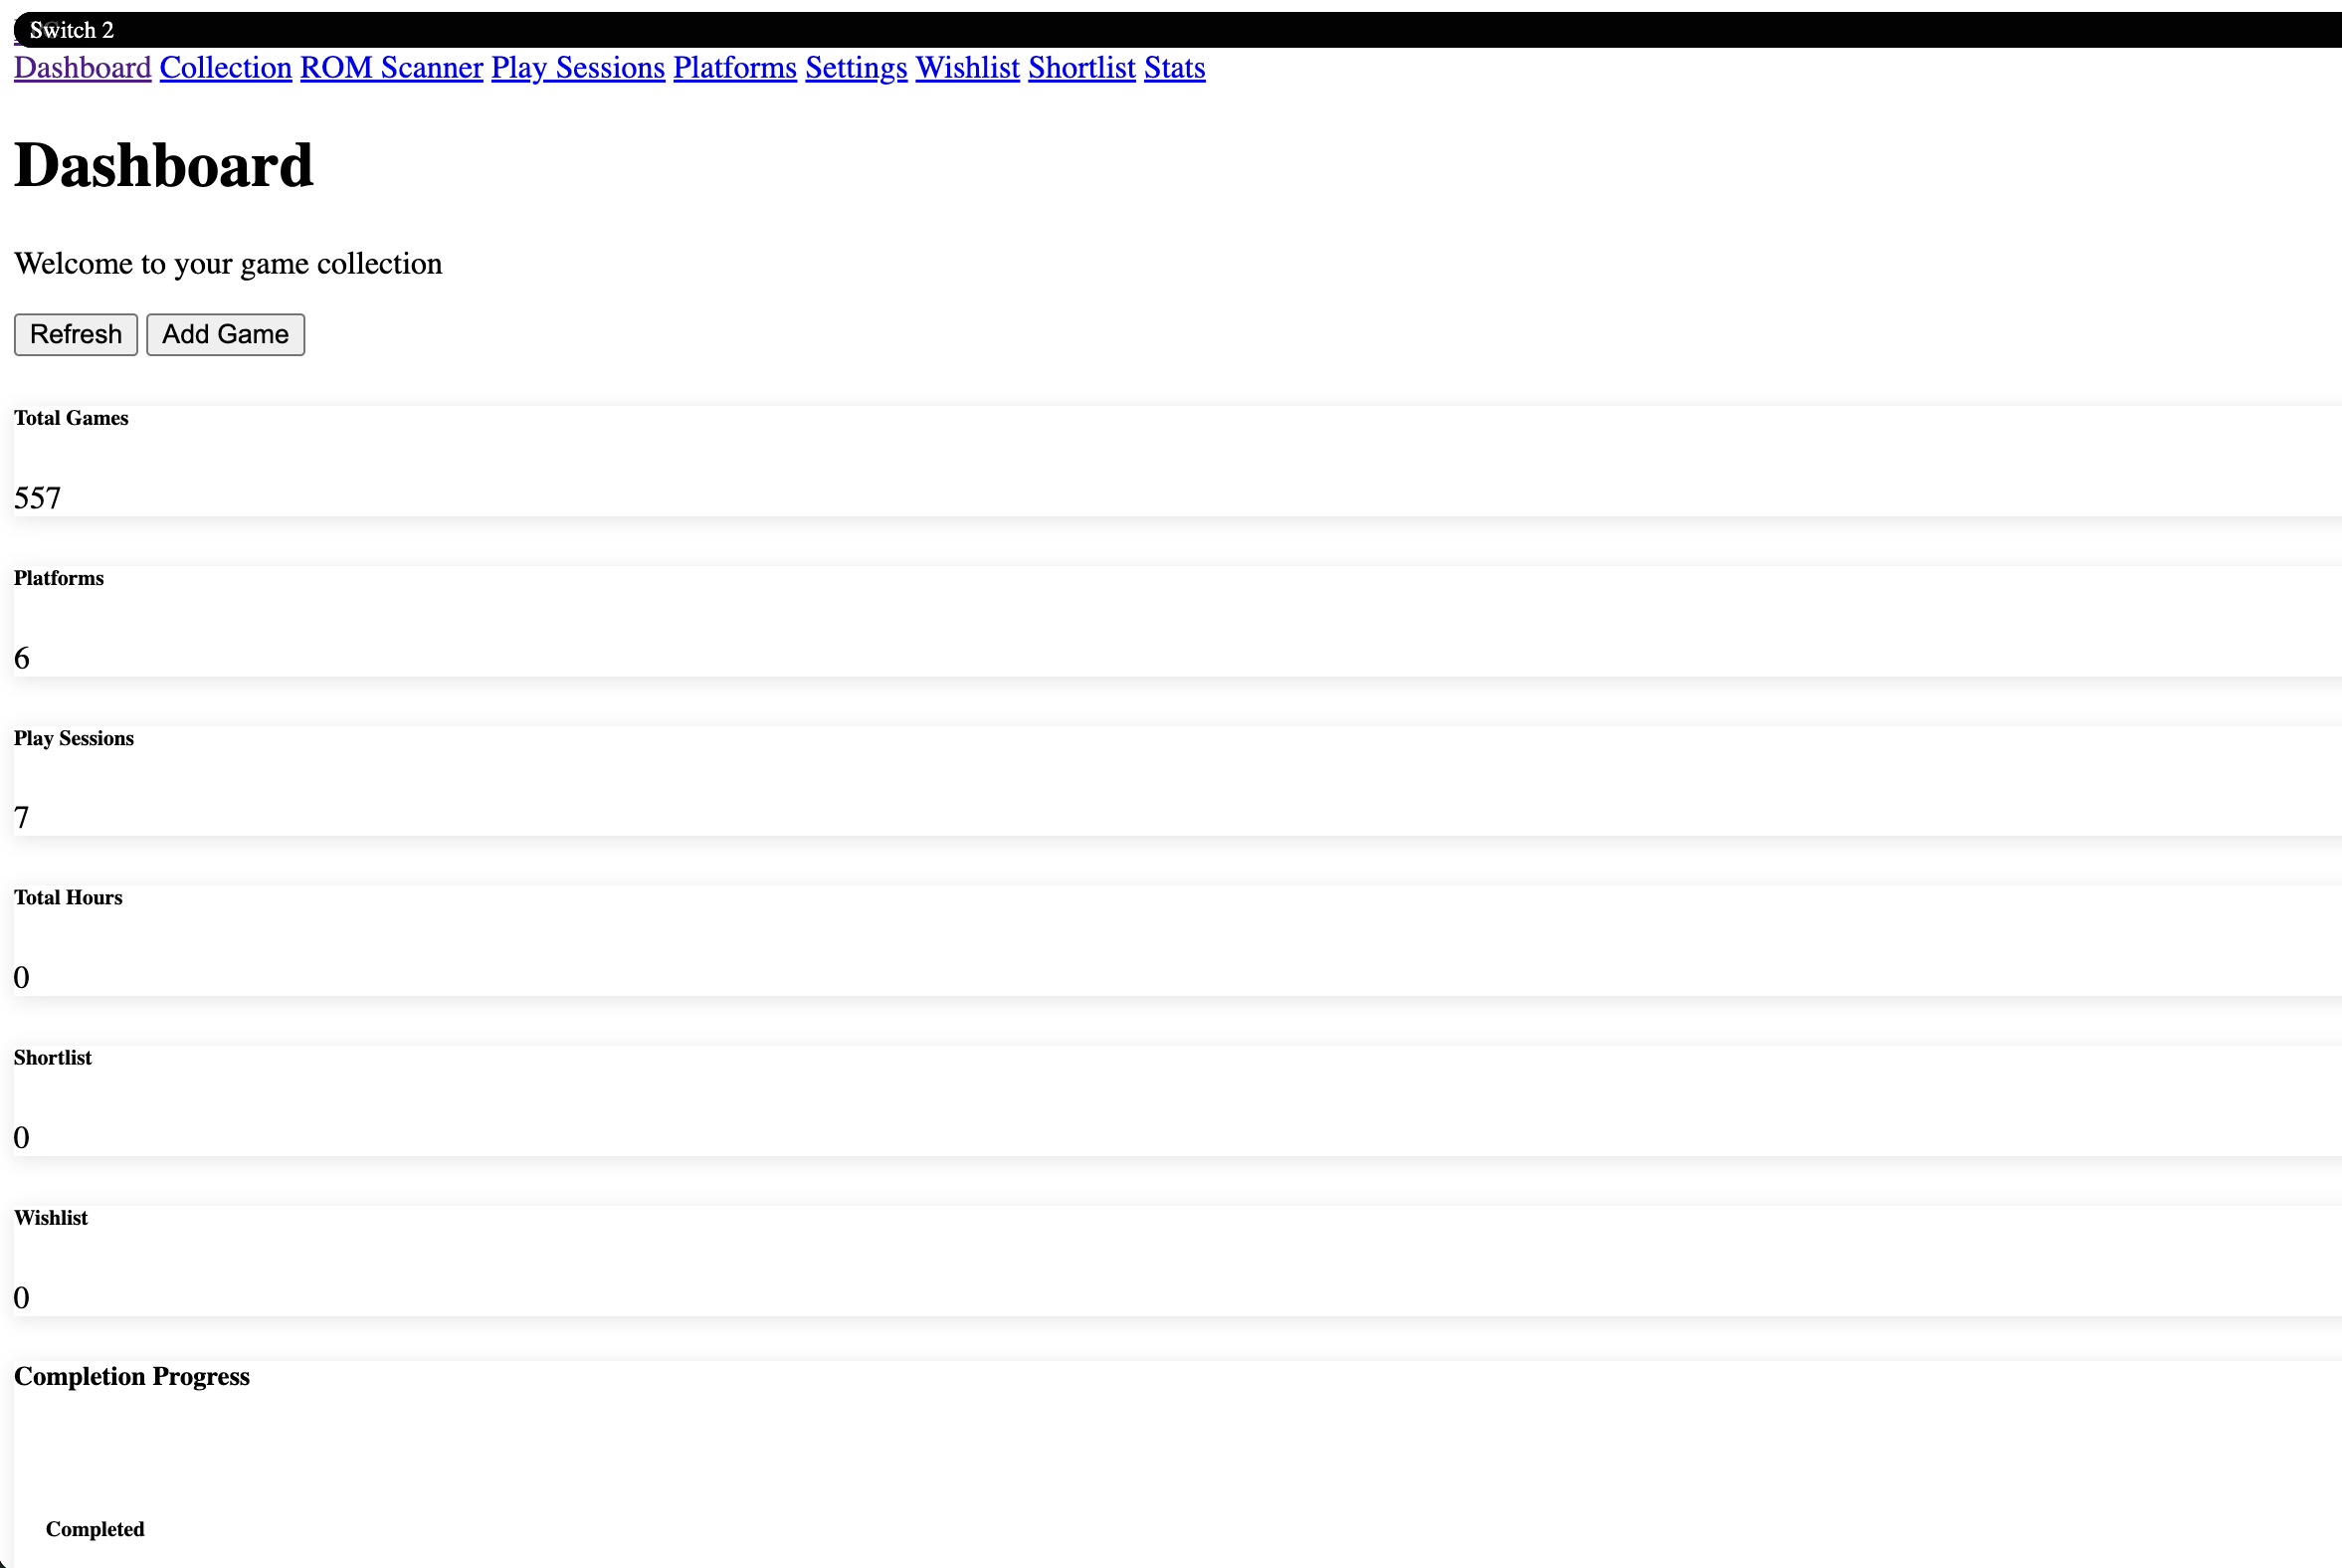 Switch 2
Dashboard Collection ROM Scanner Play Sessions Platforms Settings Wishlist Shortlist Stats
Dashboard
Welcome to your game collection
Refresh Add Game
Total Games
557
Platforms
6
Play Sessions
7
Total Hours
0
Shortlist
0
Wishlist
0
Completion Progress
Completed